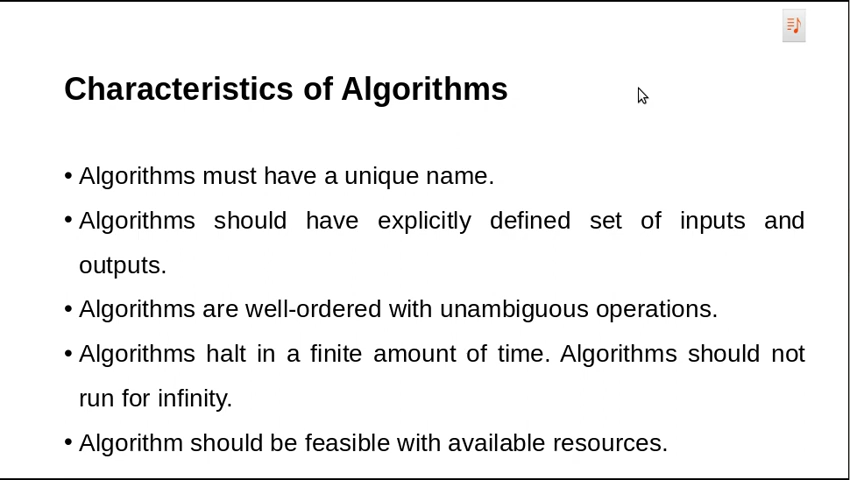 Characteristics of Algorithms
• Algorithms must have a unique name.
• Algorithms should have explicitly defined set of inputs and
outputs.
• Algorithms are well-ordered with unambiguous operations.
• Algorithms halt in a finite amount of time. Algorithms should not
run for infinity.
• Algorithm should be feasible with available resources.